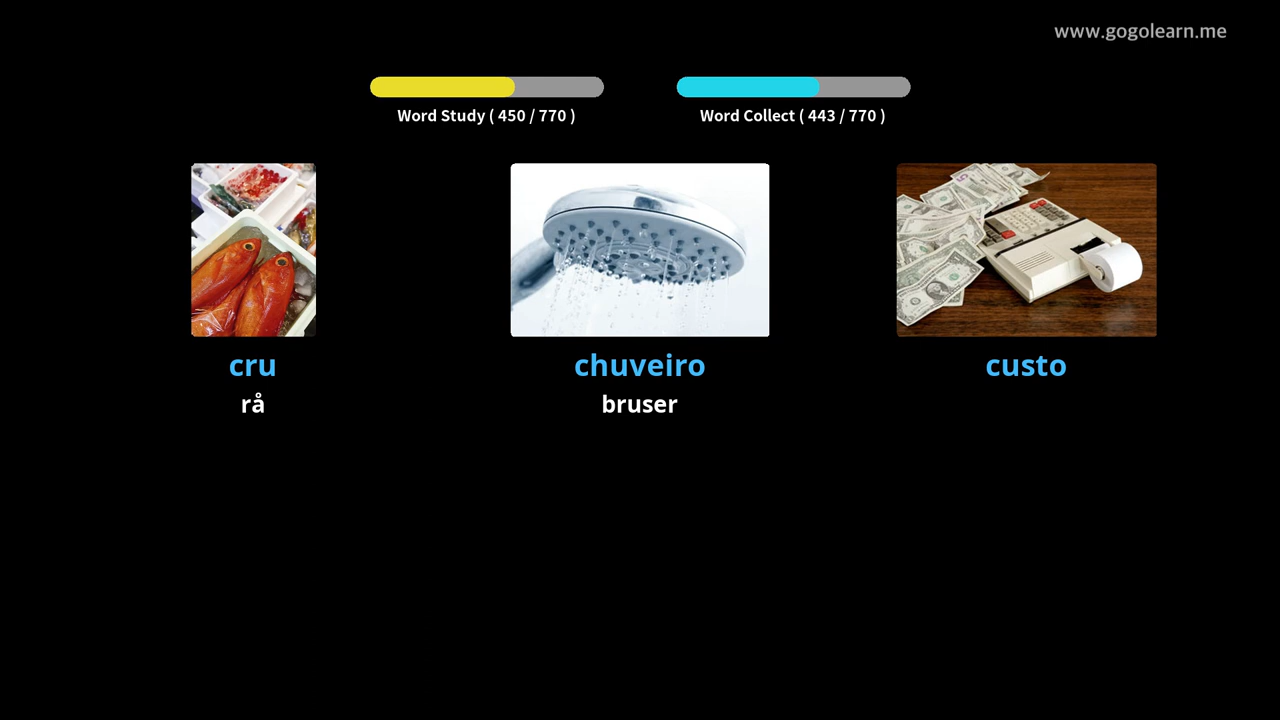 www.gogolearn.me
Word Study ( 450 / 770 )
Word Collect ( 443 / 770 )
cru
rå
chuveiro
bruser
custo